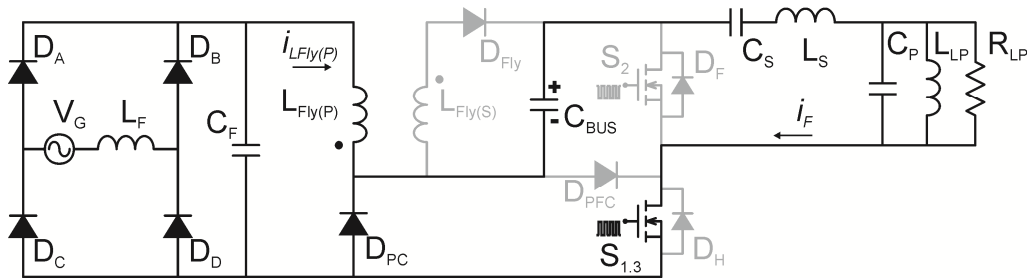 D_A
D_B
V_G
L_F
D_C
D_D
C_F
i_LFly(P)
L_Fly(P)
D_PC
D_Fly
L_Fly(S)
+
-
C_BUS
S_2
D_F
D_PFC
S_1.3
D_H
C_S
L_S
i_F
C_P
L_LP
R_LP